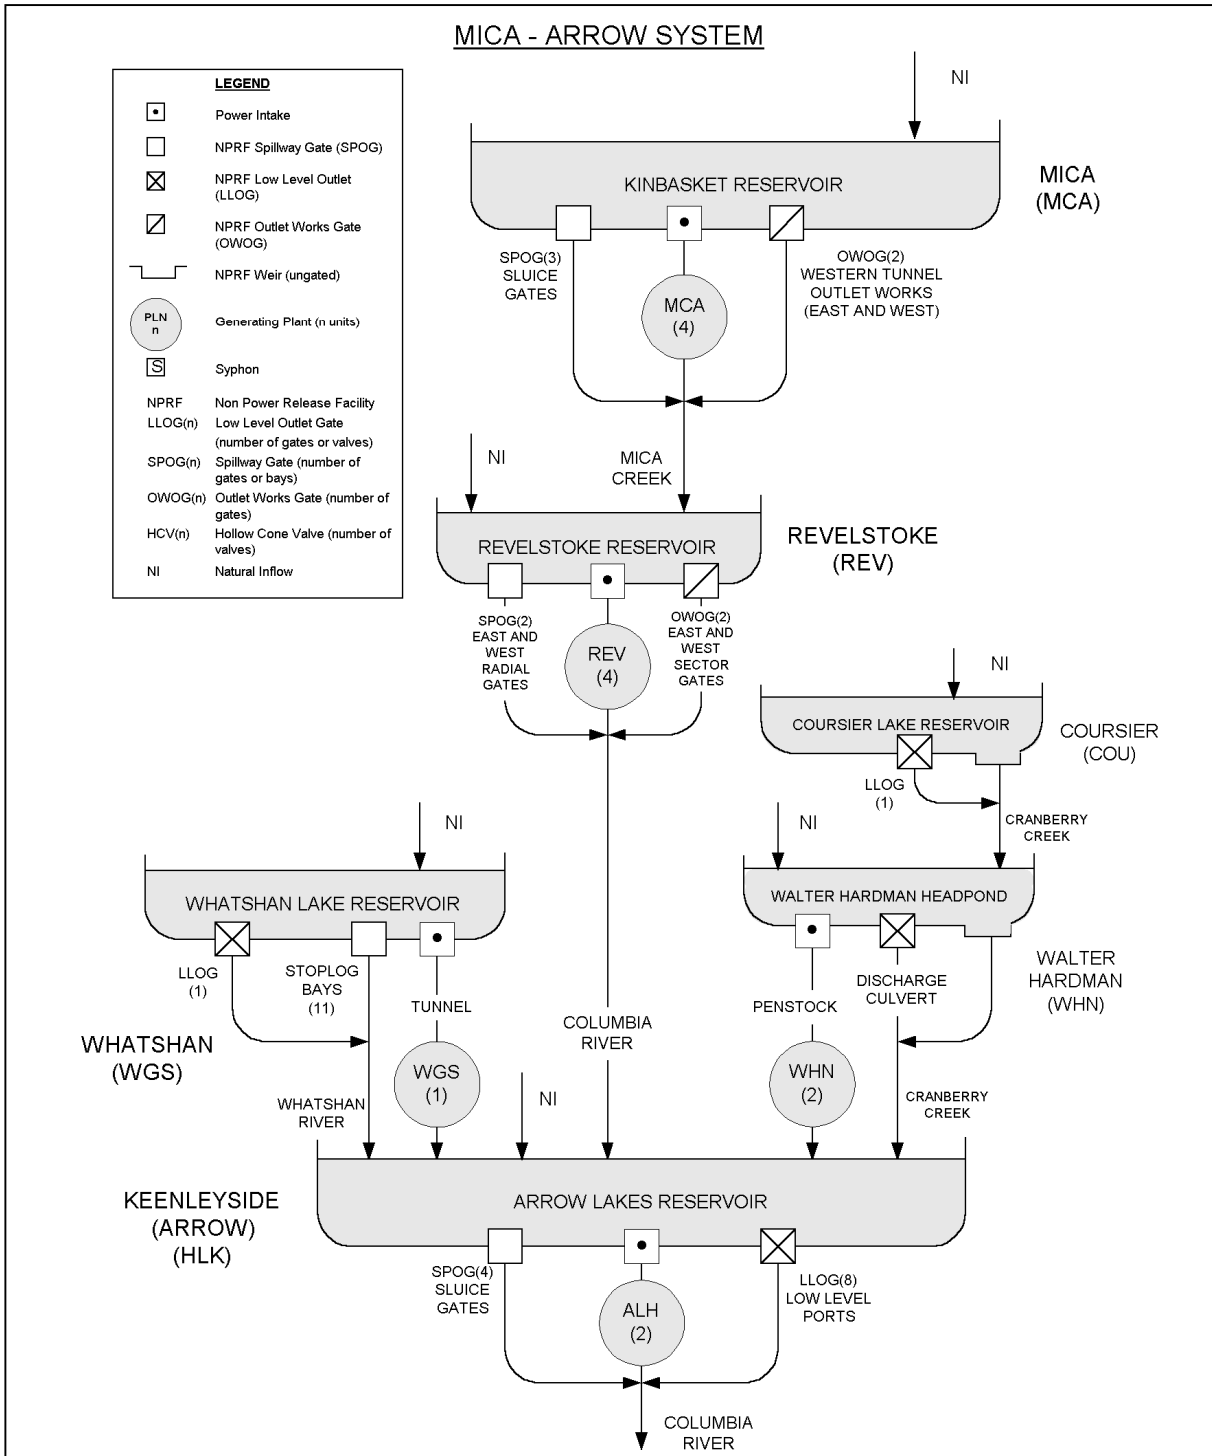 MICA - ARROW SYSTEM
LEGEND
Power Intake
NPRF Spillway Gate (SPOG)
NPRF Low Level Outlet
(LLOG)
NPRF Outlet Works Gate
(OWOG)
NPRF Weir (ungated)
PLN
n
Generating Plant (n units)
S
Syphon
NPRF Non Power Release Facility
LLOG(n) Low Level Outlet Gate
(number of gates or valves)
SPOG(n) Spillway Gate (number of
gates or bays)
OWOG(n) Outlet Works Gate (number of
gates)
HCV(n) Hollow Cone Valve (number of
valves)
NI Natural Inflow
NI
KINBASKET RESERVOIR
MICA
(MCA)
SPOG(3)
SLUICE
GATES
MCA
(4)
OWOG(2)
WESTERN TUNNEL
OUTLET WORKS
(EAST AND WEST)
NI
MICA
CREEK
REVELSTOKE RESERVOIR
REVELSTOKE
(REV)
SPOG(2)
EAST AND
WEST
RADIAL
GATES
REV
(4)
OWOG(2)
EAST AND
WEST
SECTOR
GATES
NI
COURSIER LAKE RESERVOIR
COURSIER
(COU)
LLOG
(1)
CRANBERRY
CREEK
NI
WHATSHAN LAKE RESERVOIR
LLOG
(1)
STOPLOG
BAYS
(11)
TUNNEL
WHATSHAN
(WGS)
WGS
(1)
WHATSHAN
RIVER
NI
COLUMBIA
RIVER
NI
WALTER HARDMAN HEADPOND
WALTER
HARDMAN
(WHN)
PENSTOCK
DISCHARGE
CULVERT
WHN
(2)
CRANBERRY
CREEK
KEENLEYSIDE
(ARROW)
(HLK)
ARROW LAKES RESERVOIR
SPOG(4)
SLUICE
GATES
ALH
(2)
LLOG(8)
LOW LEVEL
PORTS
COLUMBIA
RIVER